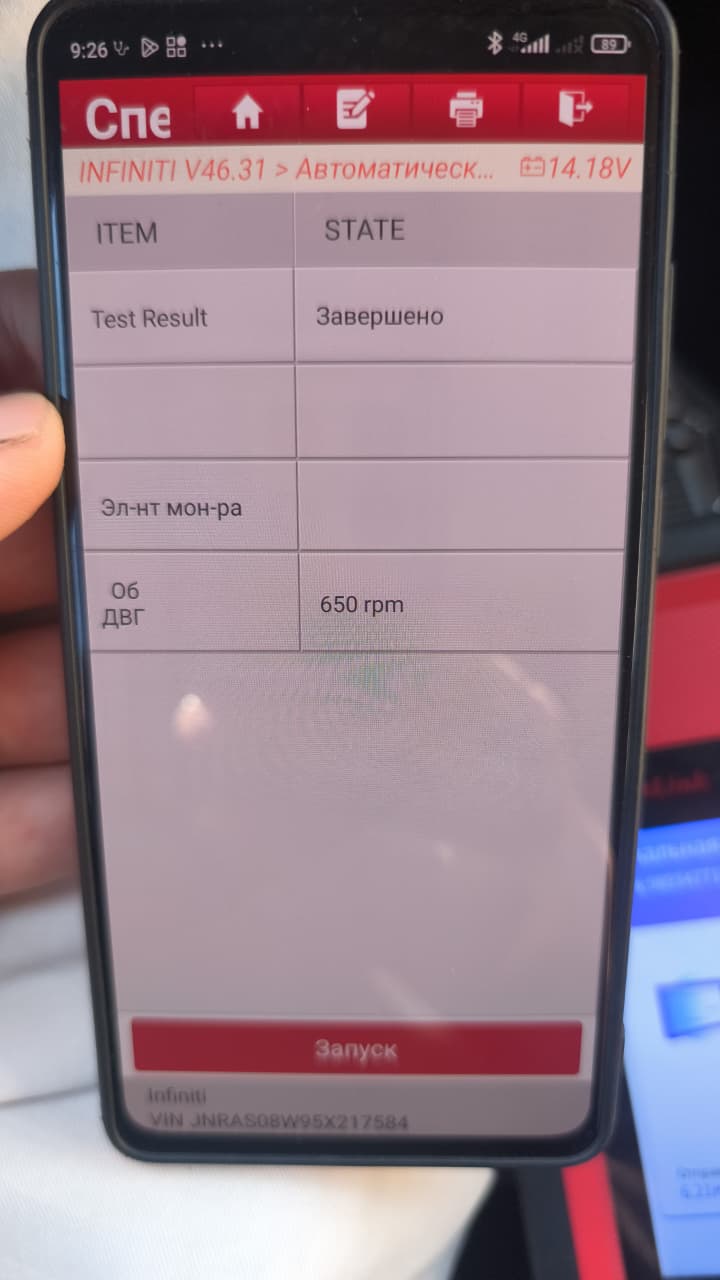 9:26
4G
89
Спе
INFINITI V46.31 > Автоматическ... 14.18V
ITEM STATE
Test Result Завершено
Эл-нт мон-ра
Об
ДВГ
650 rpm
Запуск
Infiniti
VIN JNRAS08W95X217584